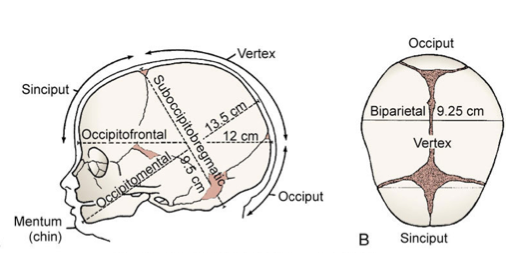 Vertex
Sinciput
Suboccipitobregmatic
13.5 cm
Occipitofrontal
12 cm
9.5 cm
Occipitomental
Occiput
Mentum
(chin)
Occiput
Biparietal 9.25 cm
Vertex
B
Sinciput